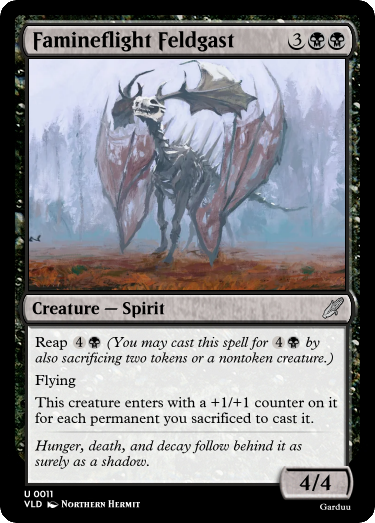 Famineflight Feldgast 3
Creature — Spirit
Reap 4 (You may cast this spell for 4 by
also sacrificing two tokens or a nontoken creature.)
Flying
This creature enters with a +1/+1 counter on it
for each permanent you sacrificed to cast it.
Hunger, death, and decay follow behind it as
surely as a shadow.
4/4
U 0011
VLD Northern Hermit
Garduu